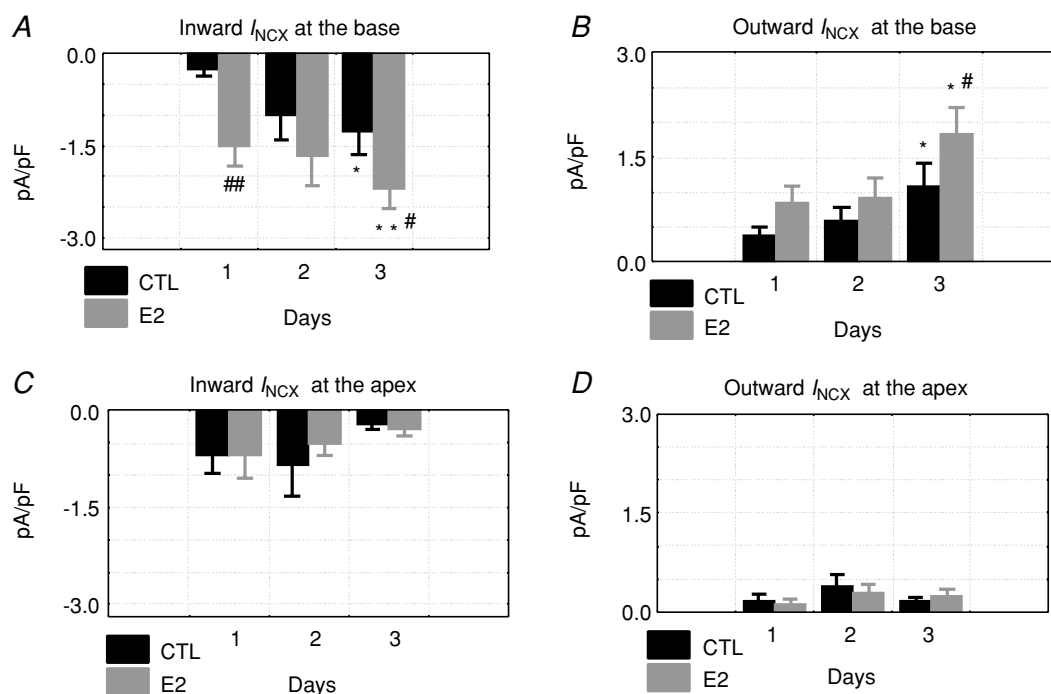 A
Inward INCX at the base
0.0
-1.5
-3.0
pA/pF
##
*
** #
1 2 3
CTL
E2
Days
B
Outward INCX at the base
3.0
1.5
0.0
pA/pF
* #
*
1 2 3
CTL
E2
Days
C
Inward INCX at the apex
0.0
-1.5
-3.0
pA/pF
1 2 3
CTL
E2
Days
D
Outward INCX at the apex
3.0
1.5
0.0
pA/pF
1 2 3
CTL
E2
Days